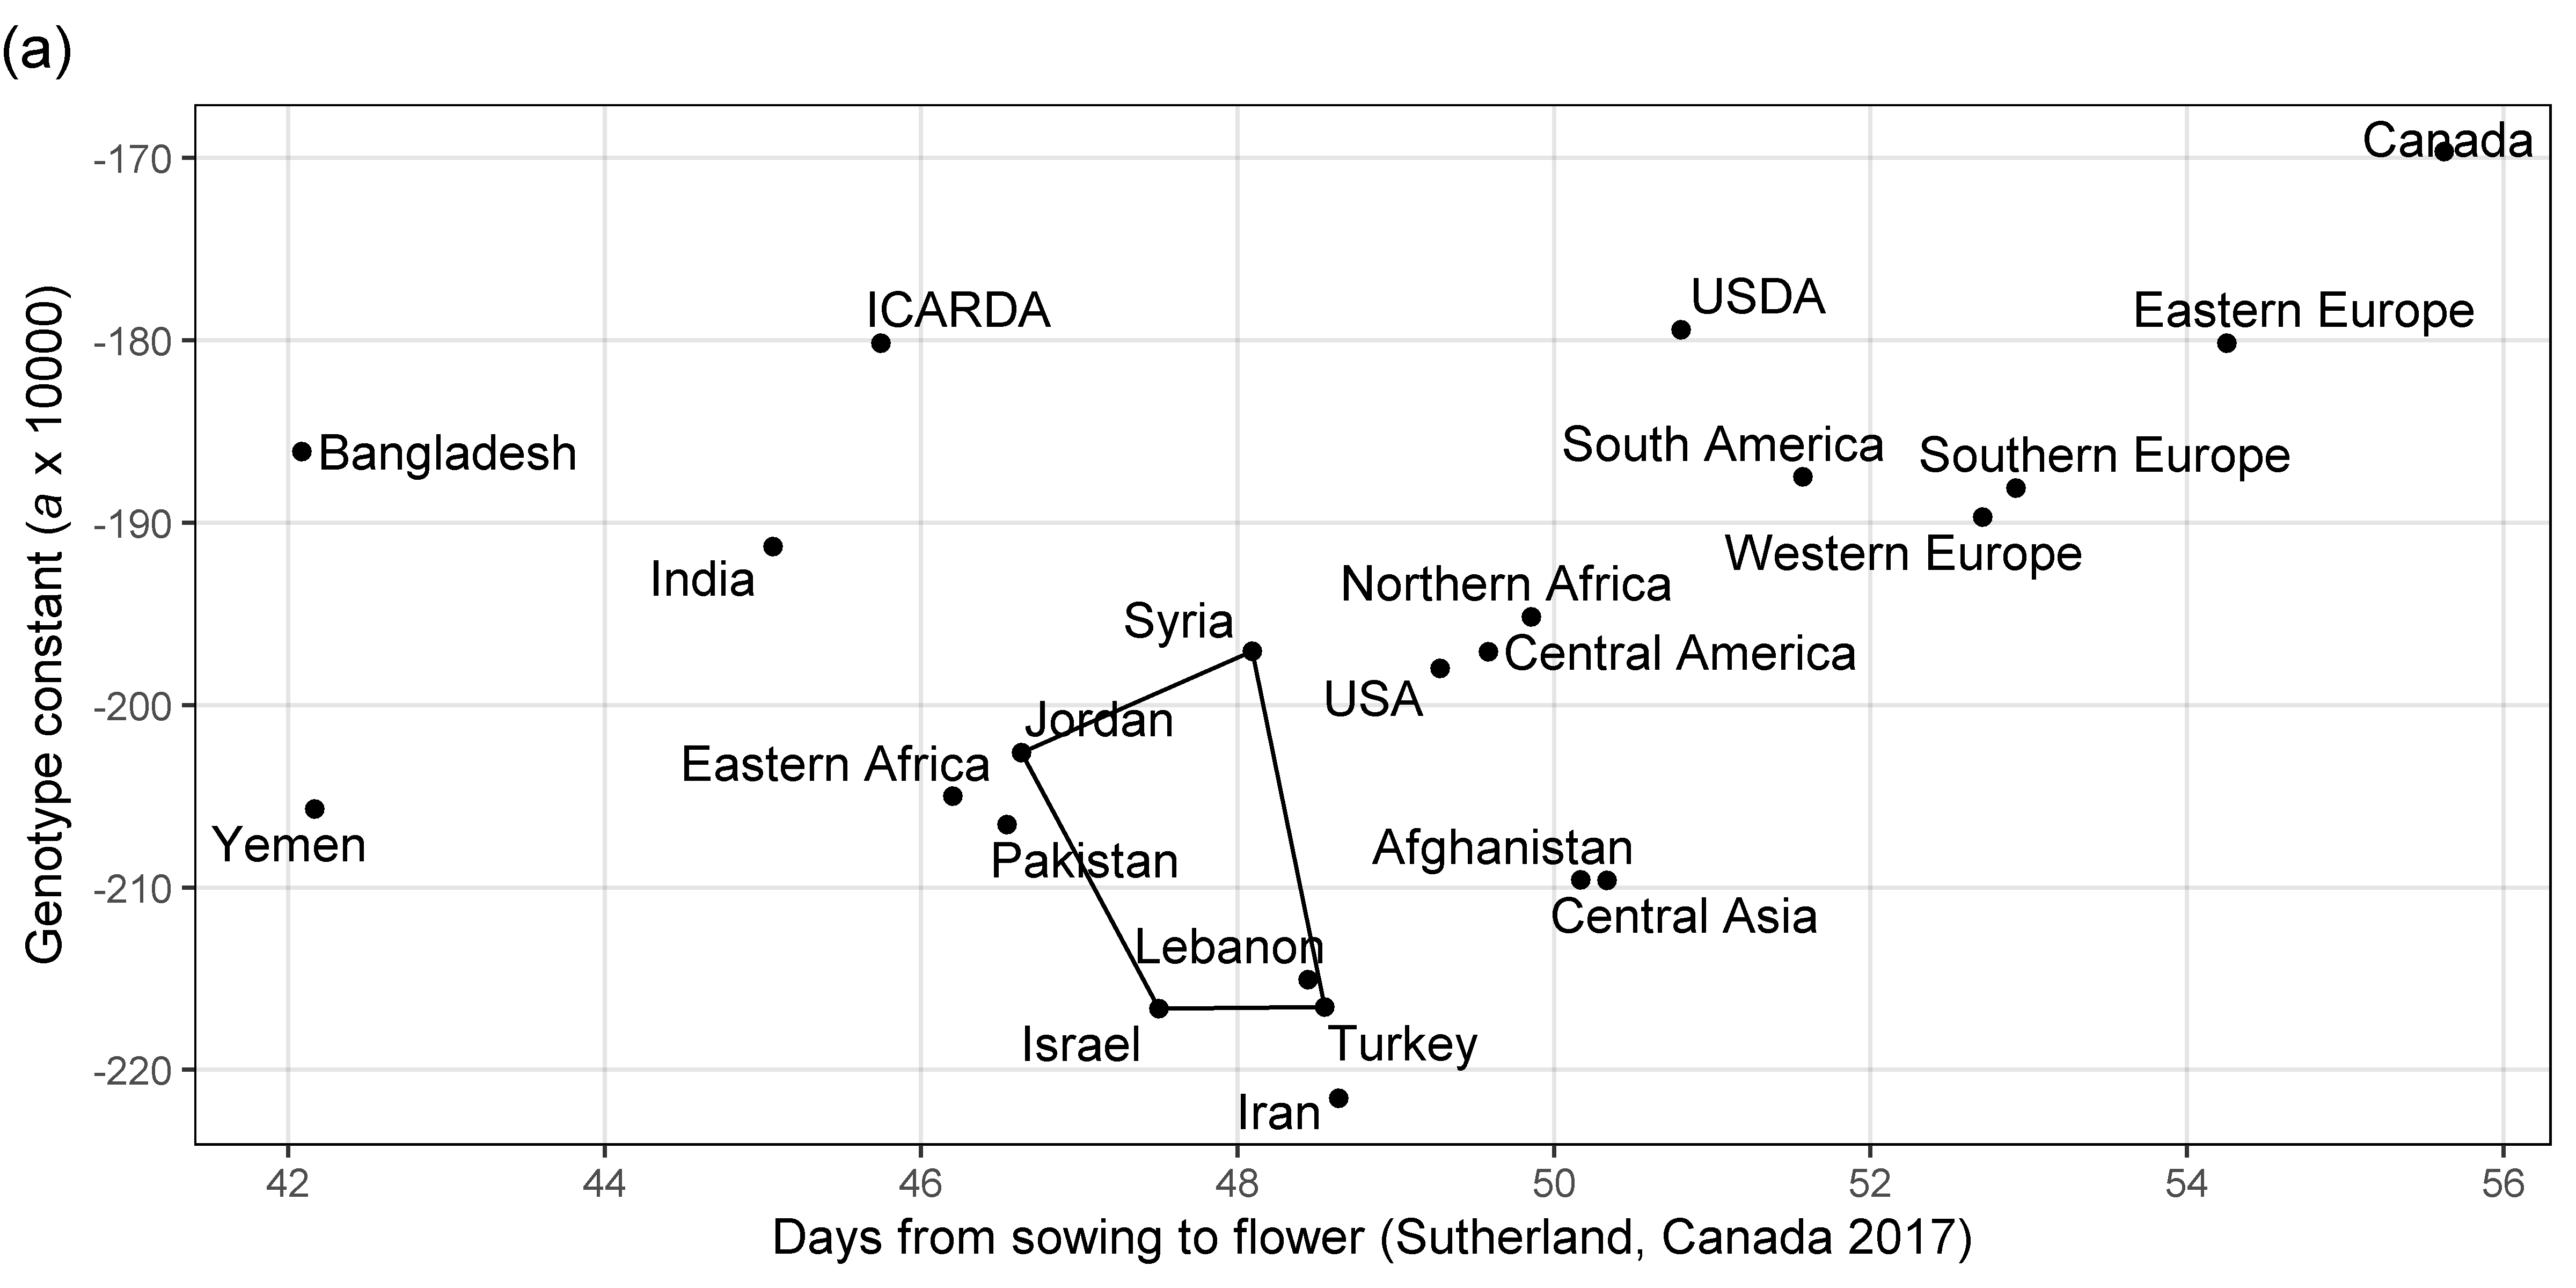 (a)
Canada
-170
ICARDA
USDA
Eastern Europe
-180
Bangladesh
South America
Southern Europe
-190
India
Western Europe
Northern Africa
Syria
Central America
USA
-200
Jordan
Eastern Africa
Yemen
Pakistan
Afghanistan
-210
Central Asia
Lebanon
Israel
Turkey
-220
Iran
Genotype constant (a x 10000)
42 44 46 48 50 52 54 56
Days from sowing to flower (Sutherland, Canada 2017)